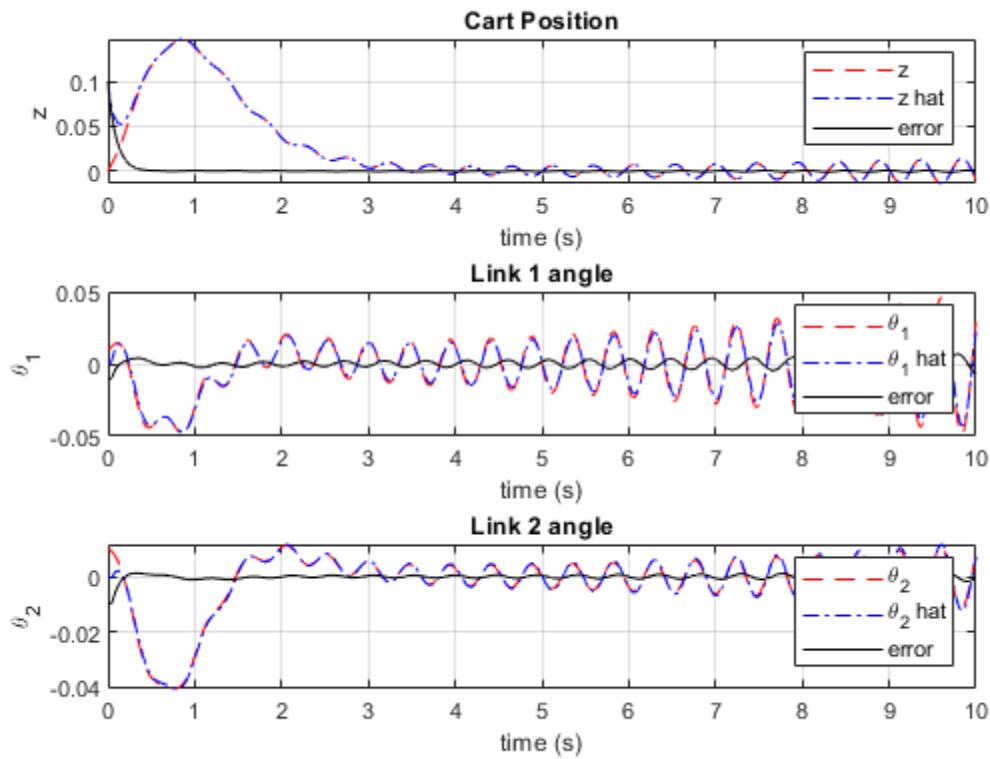 Cart Position
z
0.1
0.05
0
z
z hat
error
0 1 2 3 4 5 6 7 8 9 10
time (s)
Link 1 angle
θ1
0.05
0
-0.05
θ1
θ1 hat
error
0 1 2 3 4 5 6 7 8 9 10
time (s)
Link 2 angle
θ2
0
-0.02
-0.04
θ2
θ2 hat
error
0 1 2 3 4 5 6 7 8 9 10
time (s)